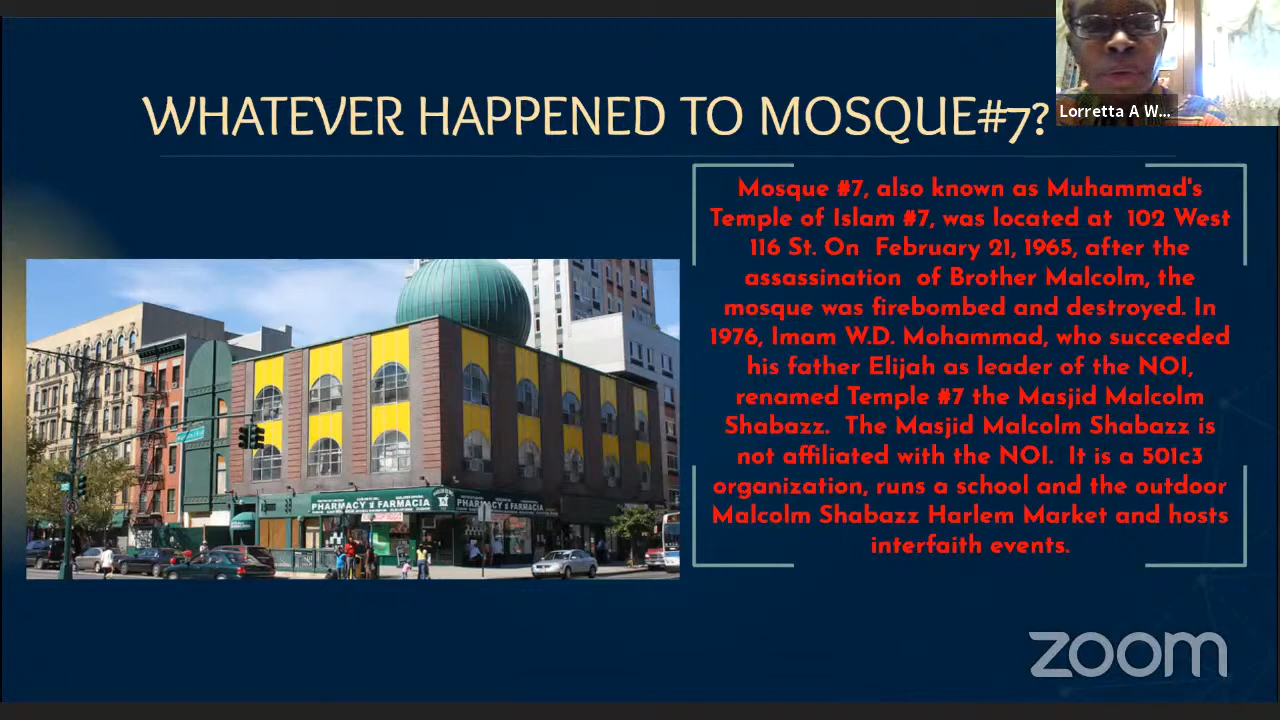 WHATEVER HAPPENED TO MOSQUE#7?
Lorretta A W...
Mosque #7, also known as Muhammad's
Temple of Islam #7, was located at 102 West
116 St. On February 21, 1965, after the
assassination of Brother Malcolm, the
mosque was firebombed and destroyed. In
1976, Imam W.D. Mohammad, who succeeded
his father Elijah as leader of the NOI,
renamed Temple #7 the Masjid Malcolm
Shabazz. The Masjid Malcolm Shabazz is
not affiliated with the NOI. It is a 501c3
organization, runs a school and the outdoor
Malcolm Shabazz Harlem Market and hosts
interfaith events.
PHARMACY & FARMACIA
PHARMACY & FARMACIA
zoom